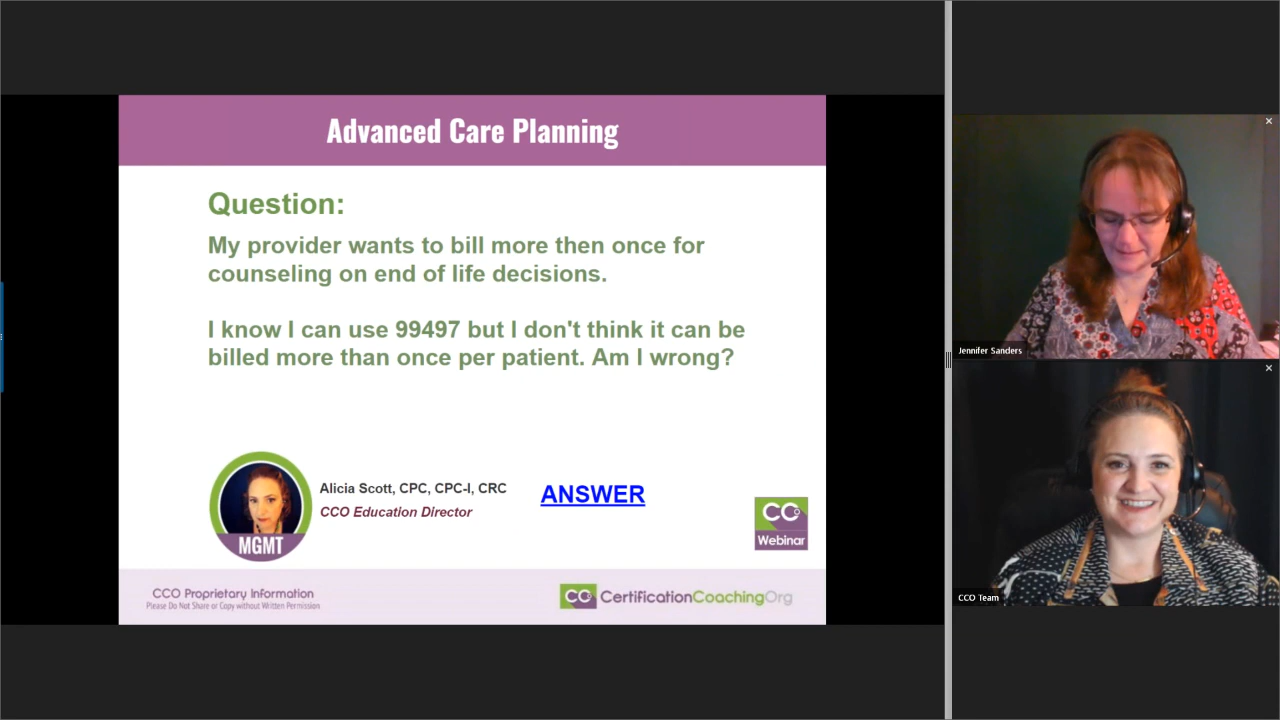 Advanced Care Planning
Question:
My provider wants to bill more then once for
counseling on end of life decisions.
I know I can use 99497 but I don't think it can be
billed more than once per patient. Am I wrong?
Alicia Scott, CPC, CPC-I, CRC
CCO Education Director
MGMT
ANSWER
CCO
Webinar
CCO Proprietary Information
Please Do Not Share or Copy without Written Permission
CCO CertificationCoachingOrg
Jennifer Sanders
CCO Team